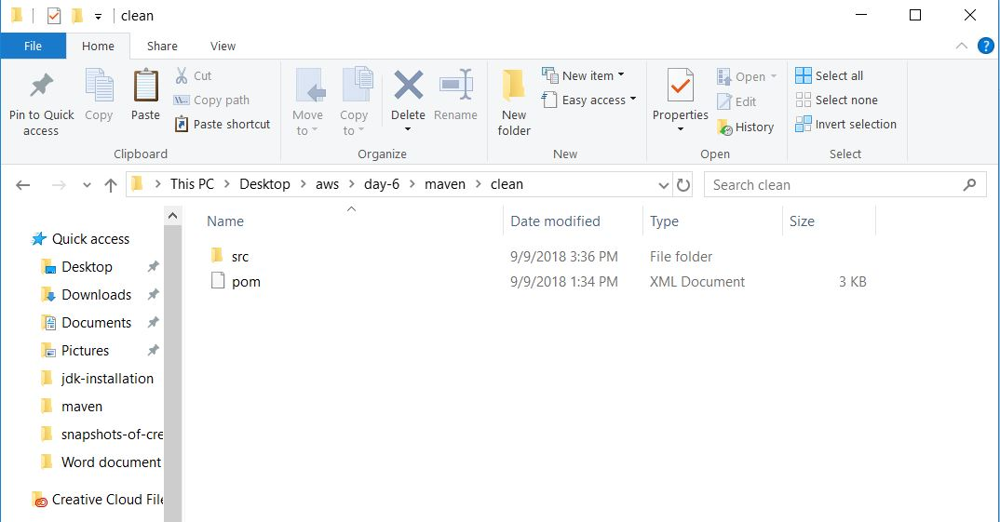 clean
File Home Share View
Pin to Quick access
Copy
Paste
Cut
Copy path
Paste shortcut
Clipboard
Move to
Copy to
Delete
Rename
Organize
New folder
New item
Easy access
New
Properties
Open
Edit
History
Open
Select all
Select none
Invert selection
Select
This PC > Desktop > aws > day-6 > maven > clean
Search clean
Name Date modified Type Size
src 9/9/2018 3:36 PM File folder
pom 9/9/2018 1:34 PM XML Document 3 KB
Quick access
Desktop
Downloads
Documents
Pictures
jdk-installation
maven
snapshots-of-cre
Word document
Creative Cloud File